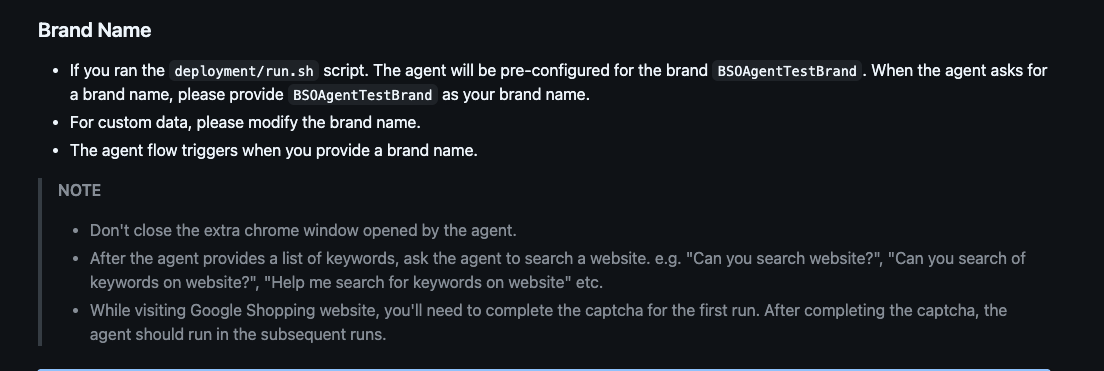 Brand Name
• If you ran the deployment/run.sh script. The agent will be pre-configured for the brand BSOAgentTestBrand. When the agent asks for
a brand name, please provide BSOAgentTestBrand as your brand name.
• For custom data, please modify the brand name.
• The agent flow triggers when you provide a brand name.
NOTE
• Don't close the extra chrome window opened by the agent.
• After the agent provides a list of keywords, ask the agent to search a website. e.g. "Can you search website?", "Can you search of
keywords on website?", "Help me search for keywords on website" etc.
• While visiting Google Shopping website, you'll need to complete the captcha for the first run. After completing the captcha, the
agent should run in the subsequent runs.